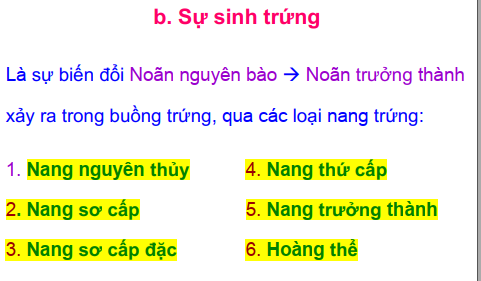 b. Sự sinh trứng
Là sự biến đổi Noãn nguyên bào → Noãn trưởng thành
xảy ra trong buồng trứng, qua các loại nang trứng:
1. Nang nguyên thủy
2. Nang sơ cấp
3. Nang sơ cấp đặc
4. Nang thứ cấp
5. Nang trưởng thành
6. Hoàng thể